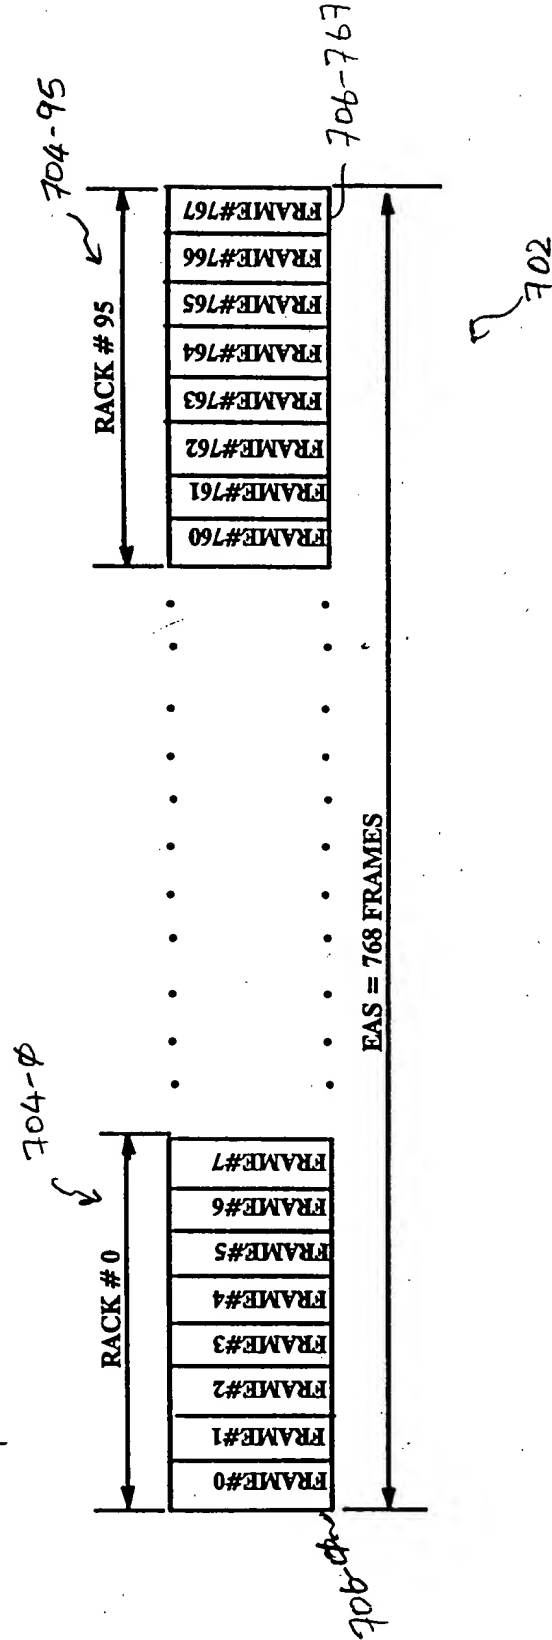 704-0
704-95
RACK # 0
RACK # 95
FRAME#0
FRAME#1
FRAME#2
FRAME#3
FRAME#4
FRAME#5
FRAME#6
FRAME#7
FRAME#760
FRAME#761
FRAME#762
FRAME#763
FRAME#764
FRAME#765
FRAME#766
FRAME#767
706-0
706-767
EAS = 768 FRAMES
702